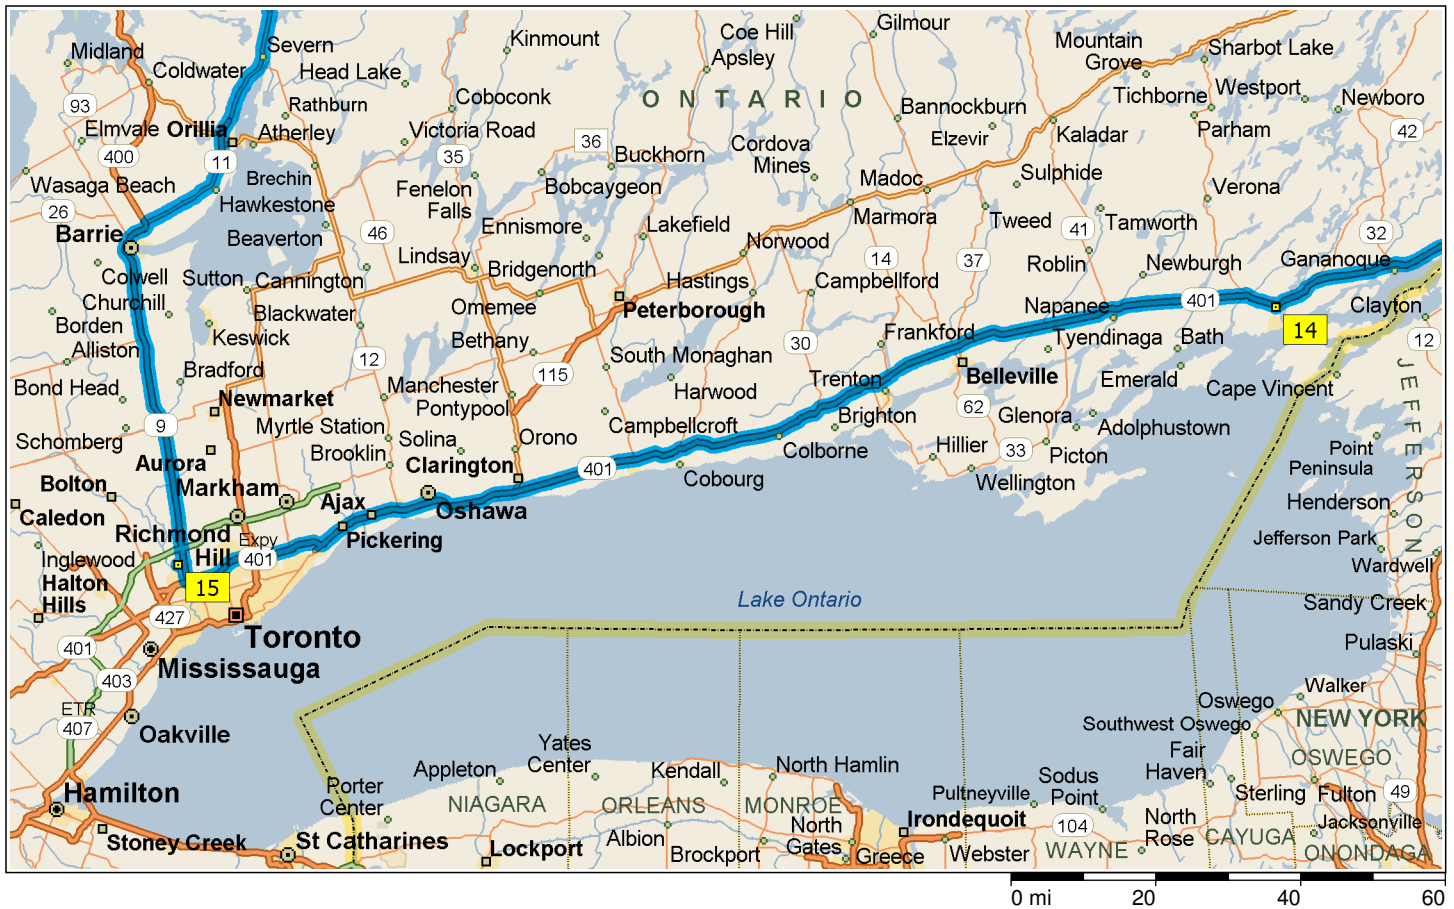 Midland
Severn
Kinmount
Coe Hill
Gilmour
Mountain
Grove
Sharbot Lake
Coldwater
Head Lake
Apsley
Tichborne
Westport
Newboro
93
Rathburn
Coboconk
ONTARIO
Bannockburn
Elmvale
Orillia
Atherley
Victoria Road
36
Elzevir
Kaladar
Parham
42
400
11
35
Buckhorn
Cordova
Mines
Wasaga Beach
Brechin
Fenelon
Falls
Bobcaygeon
Madoc
Sulphide
Verona
26
Hawkestone
Barrie
Beaverton
46
Ennismore
Lakefield
Marmora
Tweed
41
Tamworth
32
Norwood
Lindsay
Bridgenorth
14
37
Roblin
Newburgh
Gananoque
Colwell
Sutton
Cannington
Hastings
Campbellford
Churchill
Omemee
Peterborough
Napanee
401
Clayton
Borden
Blackwater
Keswick
Bethany
30
Frankford
Tyendinaga
Bath
14
12
Alliston
12
South Monaghan
Bradford
115
Harwood
Trenton
Belleville
Emerald
Cape Vincent
JEFFERSON
Bond Head
Newmarket
Manchester
Pontypool
62
Glenora
Adolphustown
9
Myrtle Station
Campbellcroft
Brighton
Schomberg
Solina
Orono
Colborne
Hillier
33
Picton
Point
Peninsula
Aurora
Brooklin
Clarington
401
Cobourg
Wellington
Bolton
Markham
Ajax
Oshawa
Henderson
Caledon
Richmond
Hill
Expy
401
Pickering
Jefferson Park
Inglewood
Wardwell
Halton
Hills
15
Lake Ontario
Sandy Creek
427
Toronto
Pulaski
401
Mississauga
403
Walker
ETR
407
Oswego
NEW YORK
Oakville
Southwest Oswego
Yates
Center
Fair
Haven
OSWEGO
Appleton
Kendall
North Hamlin
Sodus
Point
Hamilton
Porter
Center
NIAGARA
ORLEANS
MONROE
Pultneyville
Sterling
Fulton
49
Stoney Creek
St Catharines
Lockport
Albion
Brockport
North
Gates
Greece
Irondequoit
Webster
104
WAYNE
North
Rose
CAYUGA
Jacksonville
ONONDAGA
0 mi
20
40
60